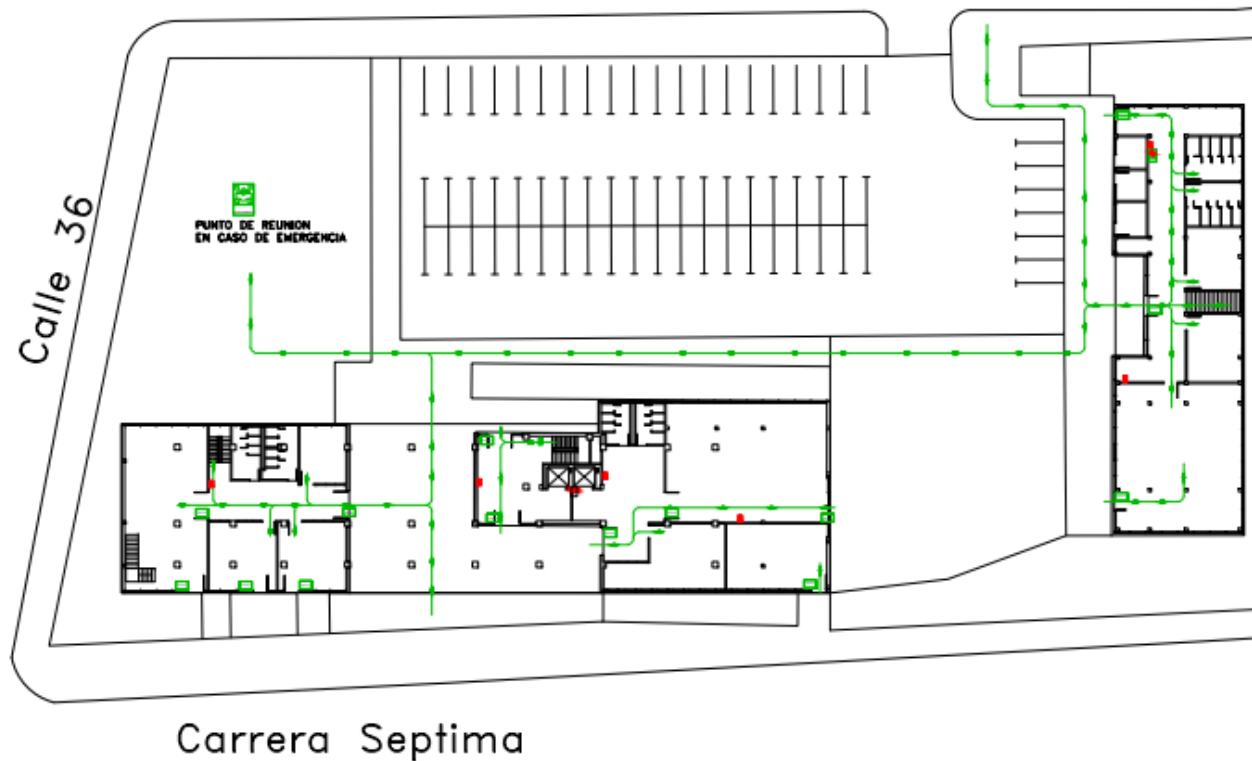 Calle 36
PUNTO DE REUNION
EN CASO DE EMERGENCIA
Carrera Septima